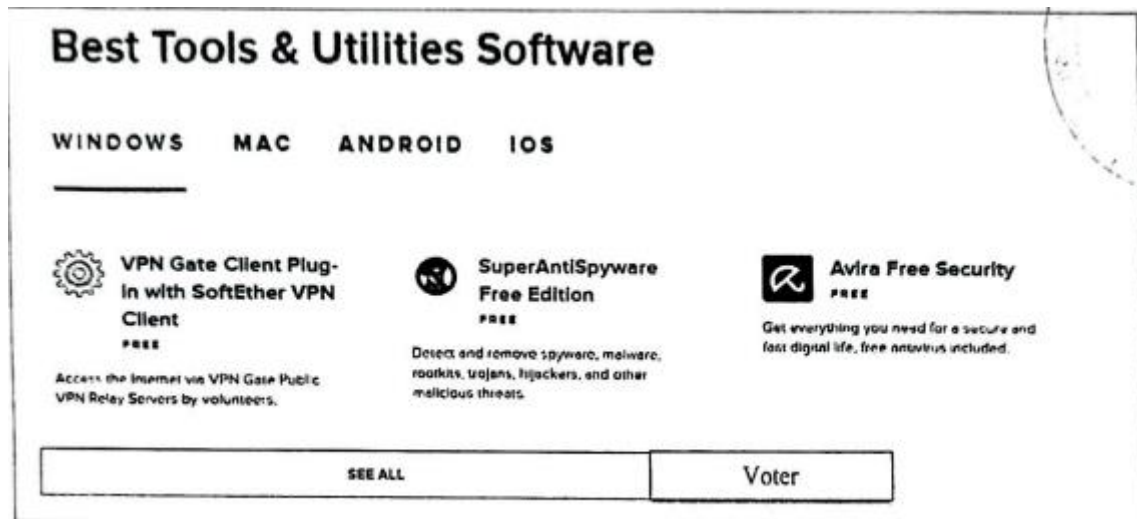 Best Tools & Utilities Software
WINDOWS MAC ANDROID IOS
VPN Gate Client Plug-
in with SoftEther VPN
Client
FREE
Access the Internet via VPN Gate Public
VPN Relay Servers by volunteers.
SuperAntiSpyware
Free Edition
FREE
Detect and remove spyware, malware,
rootkits, trojans, hijackers, and other
malicious threats.
Avira Free Security
FREE
Get everything you need for a secure and
fast digital life, free antivirus included.
SEE ALL
Voter